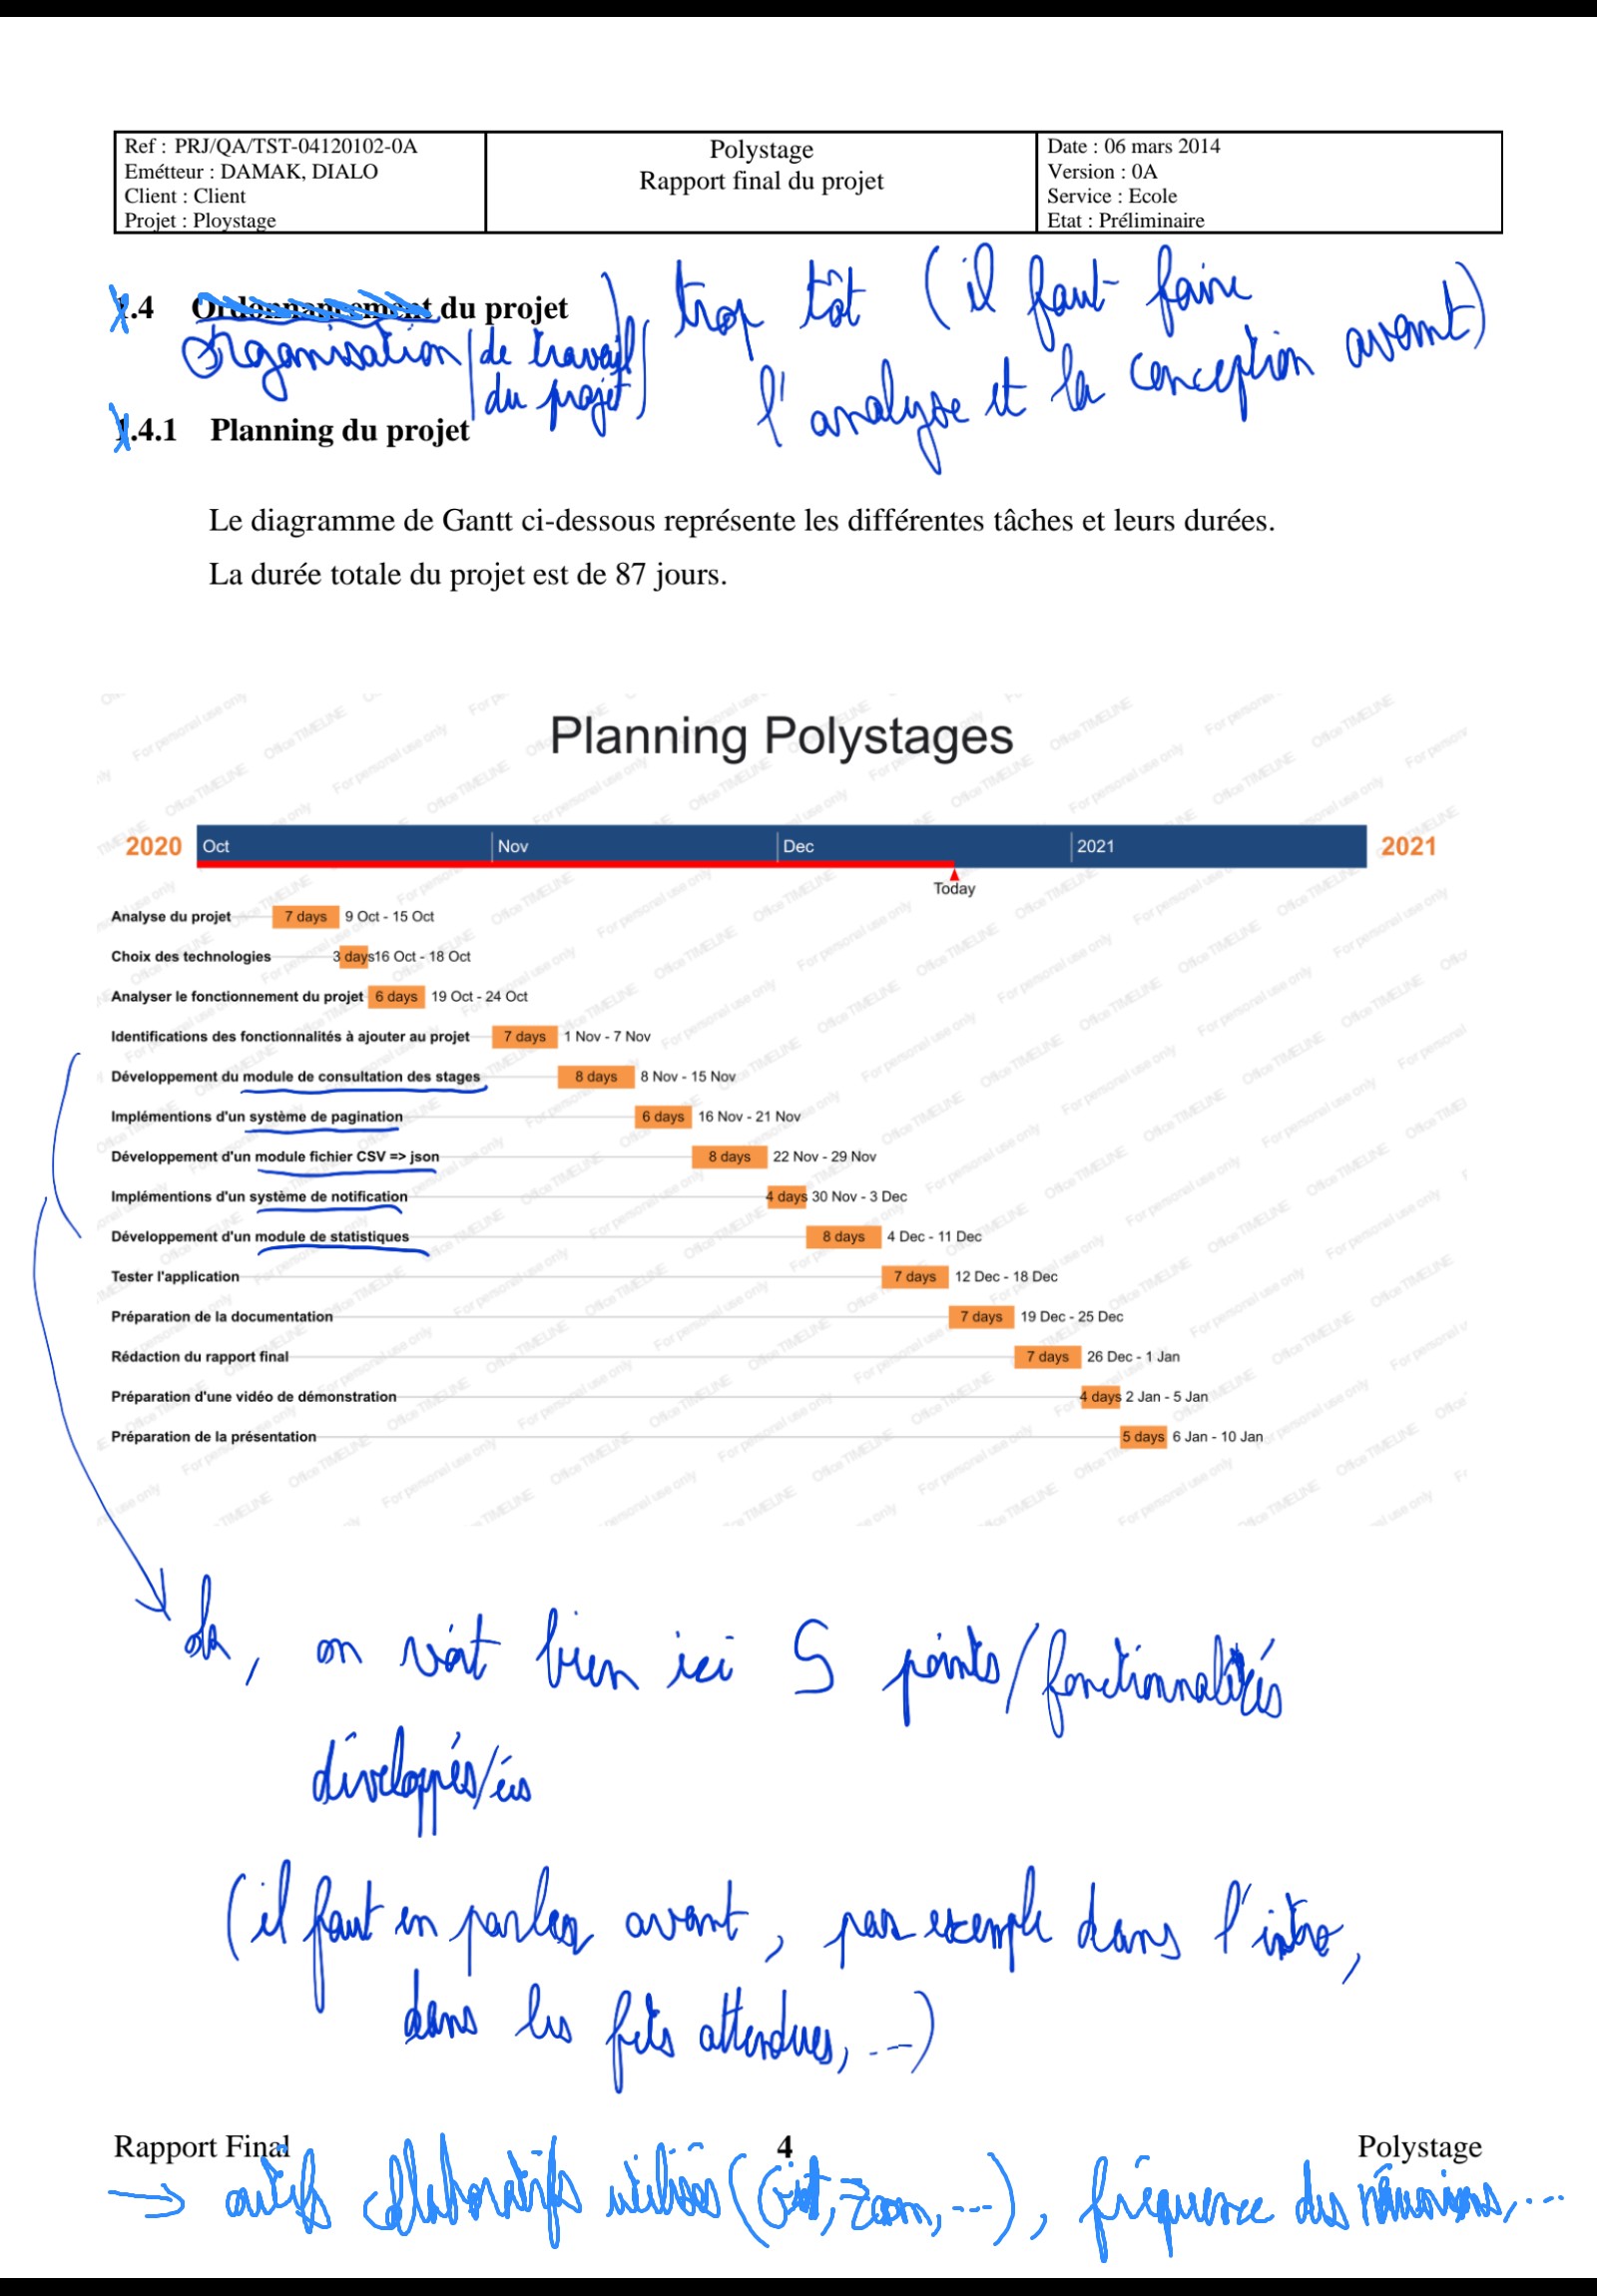 Ref : PRJ/QA/TST-04120102-0A
Emétteur : DAMAK, DIALO
Client : Client
Projet : Ploystage
Polystage
Rapport final du projet
Date : 06 mars 2014
Version : 0A
Service : Ecole
Etat : Préliminaire
1.4 Ordonnancement du projet
Organisation de travail du projet
trop tôt (il faut faire
l'analyse et la conception avant)
1.4.1 Planning du projet
Le diagramme de Gantt ci-dessous représente les différentes tâches et leurs durées.
La durée totale du projet est de 87 jours.
Planning Polystages
2020 Oct Nov Dec 2021 2021
Today
Analyse du projet 7 days 9 Oct - 15 Oct
Choix des technologies 3 days 16 Oct - 18 Oct
Analyser le fonctionnement du projet 6 days 19 Oct - 24 Oct
Identifications des fonctionnalités à ajouter au projet 7 days 1 Nov - 7 Nov
Développement du module de consultation des stages 8 days 8 Nov - 15 Nov
Implémentions d'un système de pagination 6 days 16 Nov - 21 Nov
Développement d'un module fichier CSV => json 8 days 22 Nov - 29 Nov
Implémentions d'un système de notification 4 days 30 Nov - 3 Dec
Développement d'un module de statistiques 8 days 4 Dec - 11 Dec
Tester l'application 7 days 12 Dec - 18 Dec
Préparation de la documentation 7 days 19 Dec - 25 Dec
Rédaction du rapport final 7 days 26 Dec - 1 Jan
Préparation d'une vidéo de démonstration 4 days 2 Jan - 5 Jan
Préparation de la présentation 5 days 6 Jan - 10 Jan
Office TIMELINE For personal use only
on voit bien ici 5 points/fonctionnalités
développés/ées
(il faut en parler avant, par exemple dans l'intro,
dans les fcts attendues, ...)
Rapport Final 4 Polystage
→ outils collaboratifs utilisés (Git, Zoom, ...), fréquence des réunions, ...